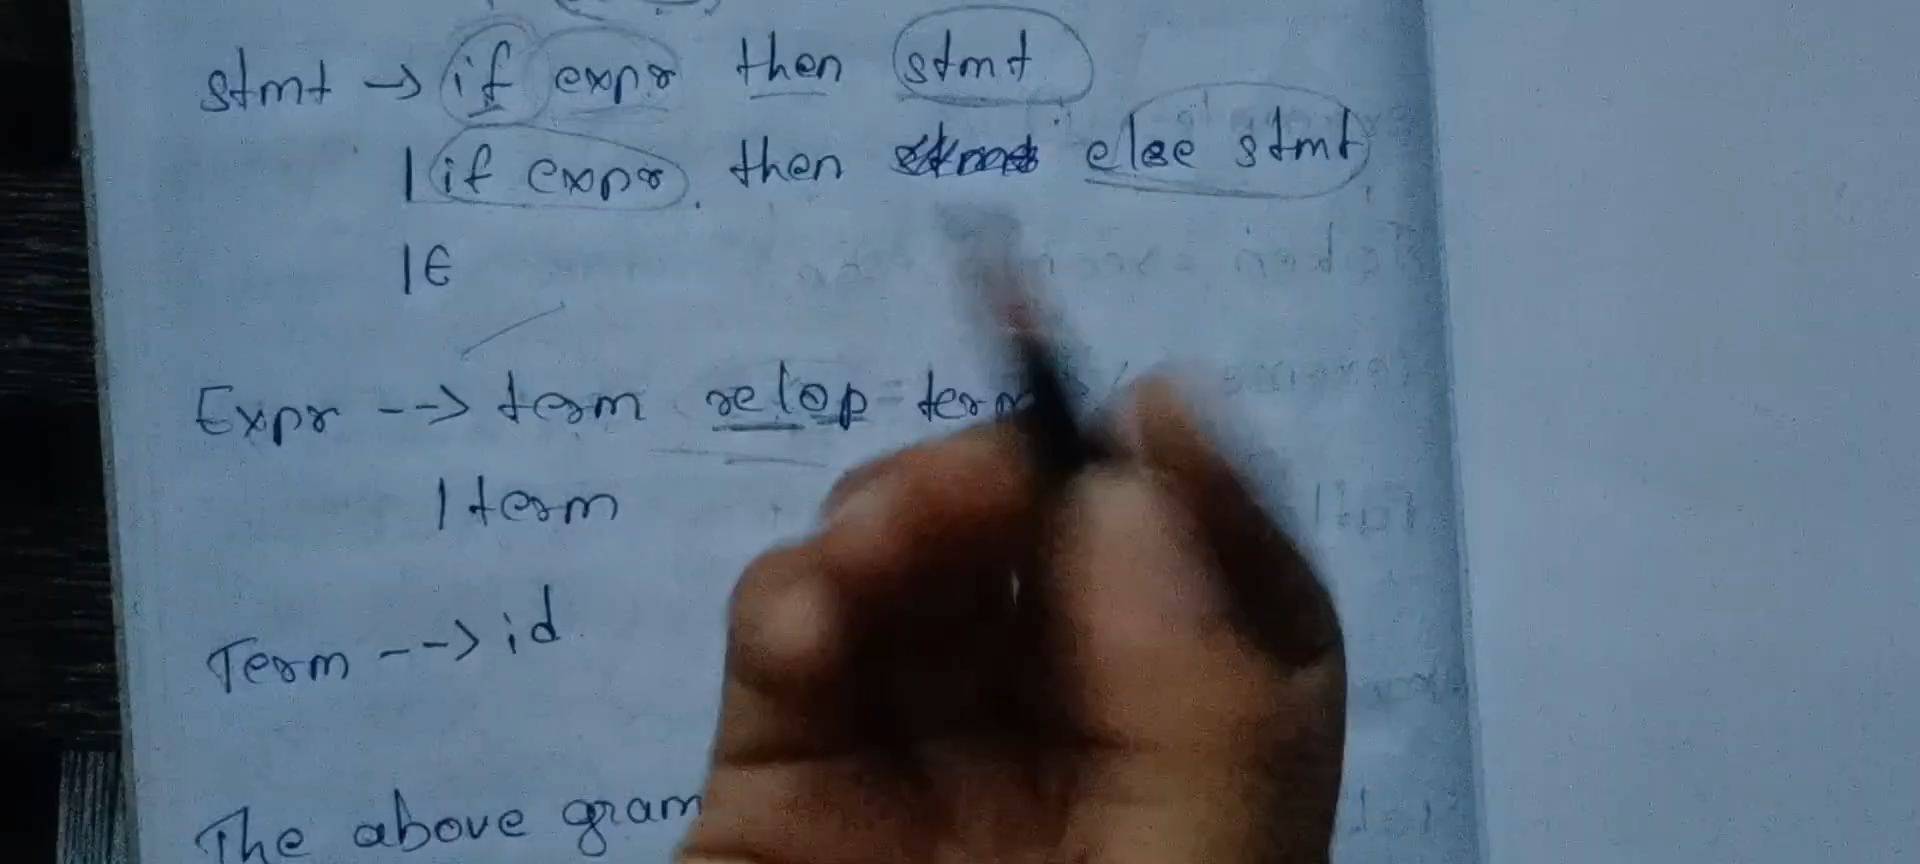 stmt → if expr then stmt
| if expr then stmt else stmt
| ε
Expr --> term relop term
| term
Term --> id
The above gram